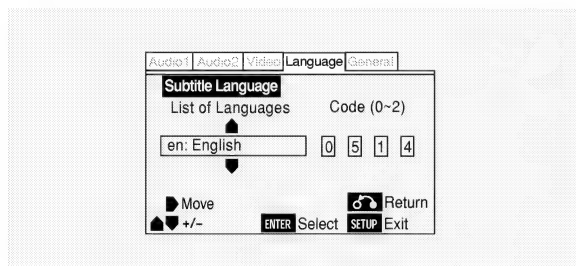 Audio1 Audio2 Video Language General
Subtitle Language
List of Languages Code (0~2)
en: English 0 5 1 4
Move Return
+/- ENTER Select SETUP Exit